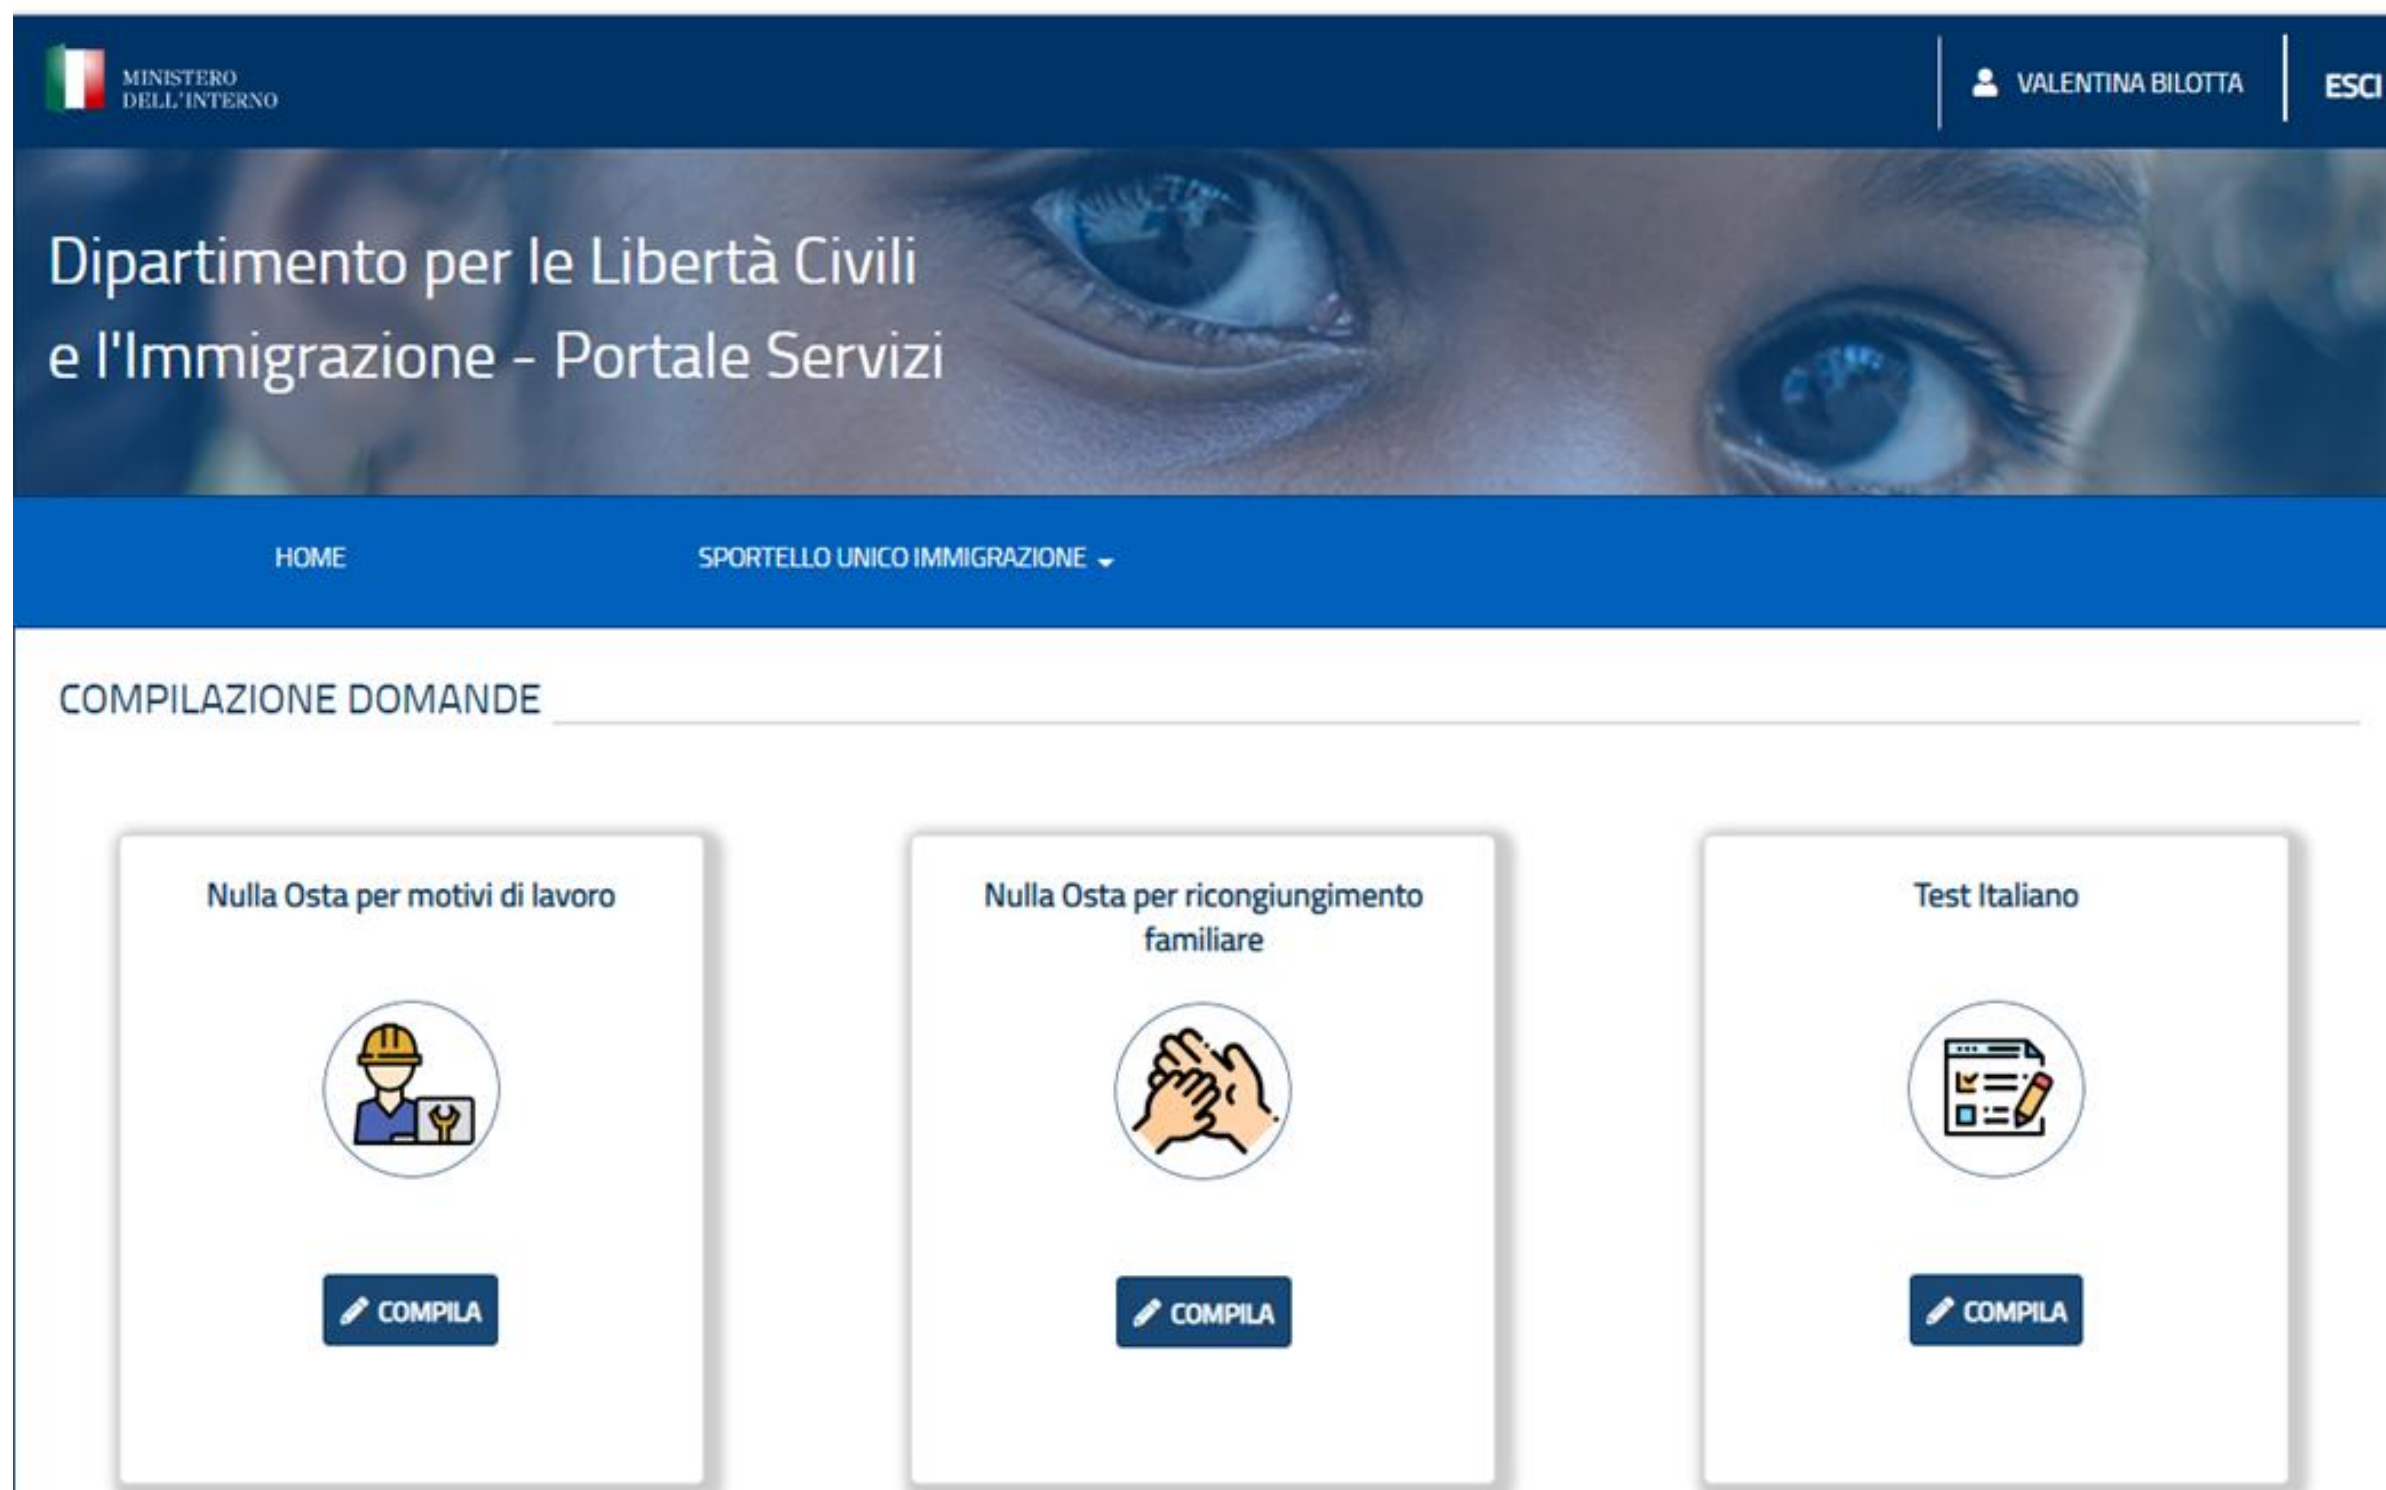 MINISTERO
DELL'INTERNO
VALENTINA BILOTTA
ESCI
Dipartimento per le Libertà Civili
e l'Immigrazione - Portale Servizi
HOME
SPORTELLO UNICO IMMIGRAZIONE
COMPILAZIONE DOMANDE
Nulla Osta per motivi di lavoro
COMPILA
Nulla Osta per ricongiungimento
familiare
COMPILA
Test Italiano
COMPILA